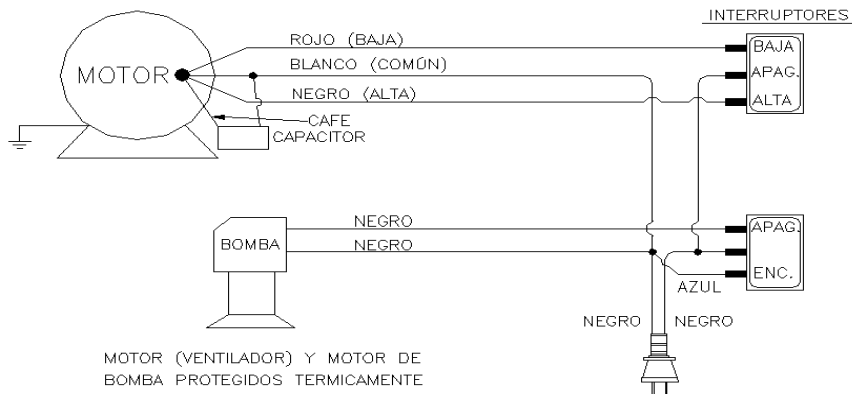 INTERRUPTORES
ROJO (BAJA)
BAJA
MOTOR
BLANCO (COMÚN)
APAG.
NEGRO (ALTA)
ALTA
CAFE
CAPACITOR
NEGRO
APAG.
BOMBA
NEGRO
ENC.
AZUL
NEGRO
NEGRO
MOTOR (VENTILADOR) Y MOTOR DE
BOMBA PROTEGIDOS TERMICAMENTE